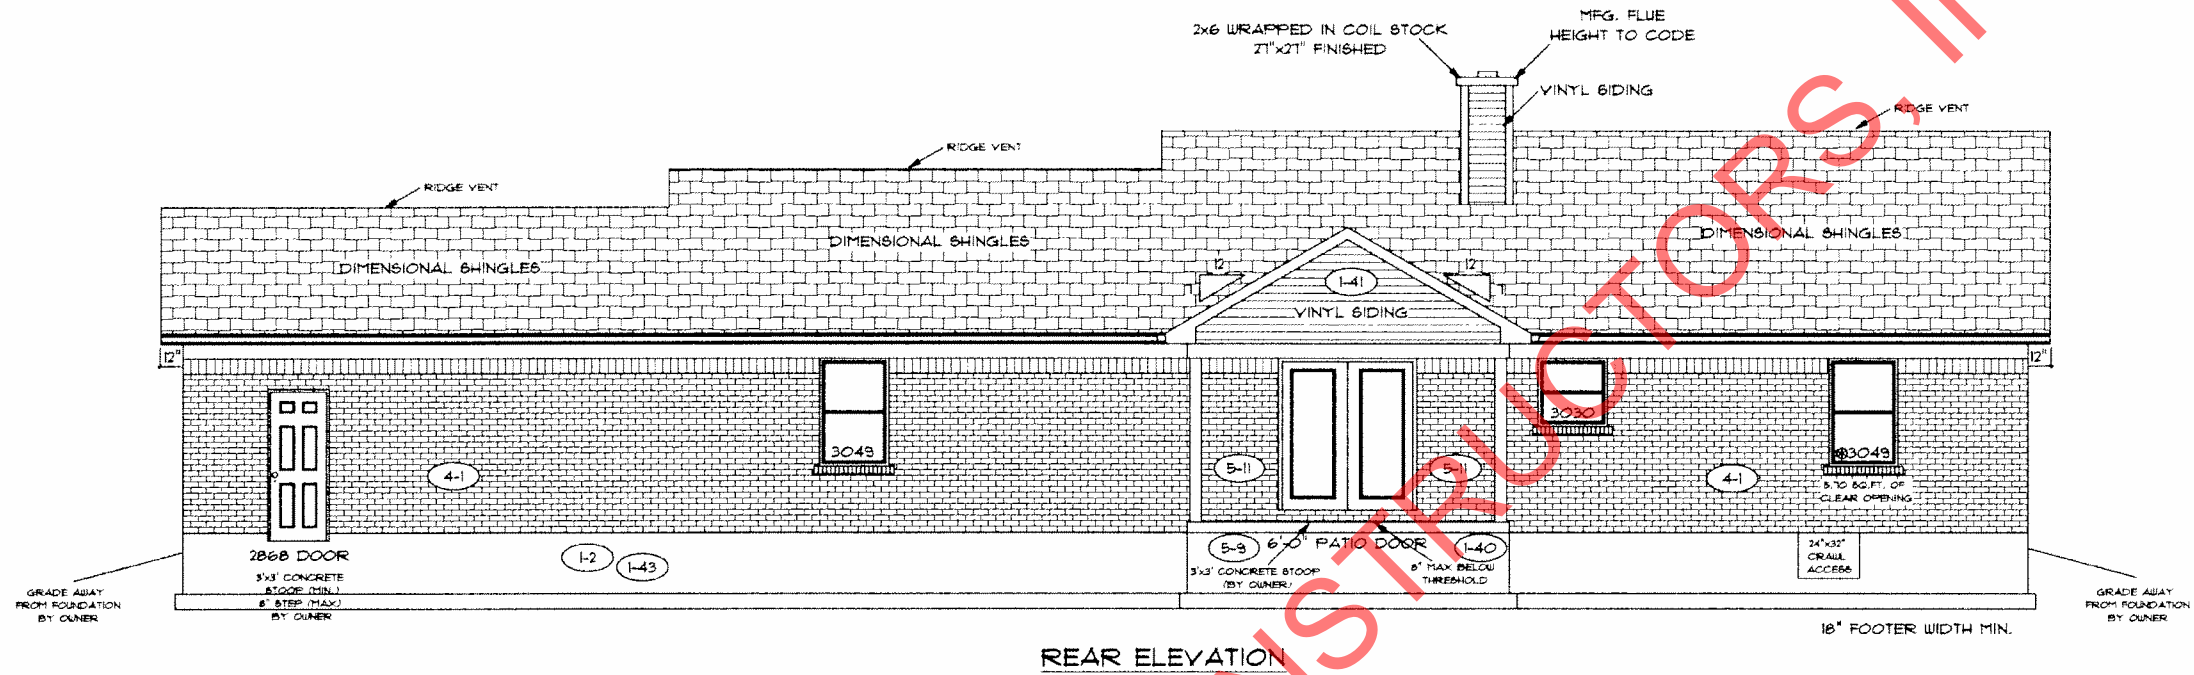 2x6 WRAPPED IN COIL STOCK
27"x27" FINISHED
MFG. FLUE
HEIGHT TO CODE
VINYL SIDING
RIDGE VENT
RIDGE VENT
RIDGE VENT
DIMENSIONAL SHINGLES
DIMENSIONAL SHINGLES
DIMENSIONAL SHINGLES
12
7
12
7
1-41
VINYL SIDING
12"
12"
3030
3049
3049
5.70 SQ.FT. OF
CLEAR OPENING
4-1
5-11
5-11
4-1
2868 DOOR
3'x3' CONCRETE
STOOP (MIN.)
8" STEP (MAX)
BY OWNER
1-2
1-43
5-9
6'-0" PATIO DOOR
1-40
3'x3' CONCRETE STOOP
(BY OWNER)
8" MAX BELOW
THRESHOLD
24"x32"
CRAWL
ACCESS
GRADE AWAY
FROM FOUNDATION
BY OWNER
GRADE AWAY
FROM FOUNDATION
BY OWNER
18" FOOTER WIDTH MIN.
REAR ELEVATION